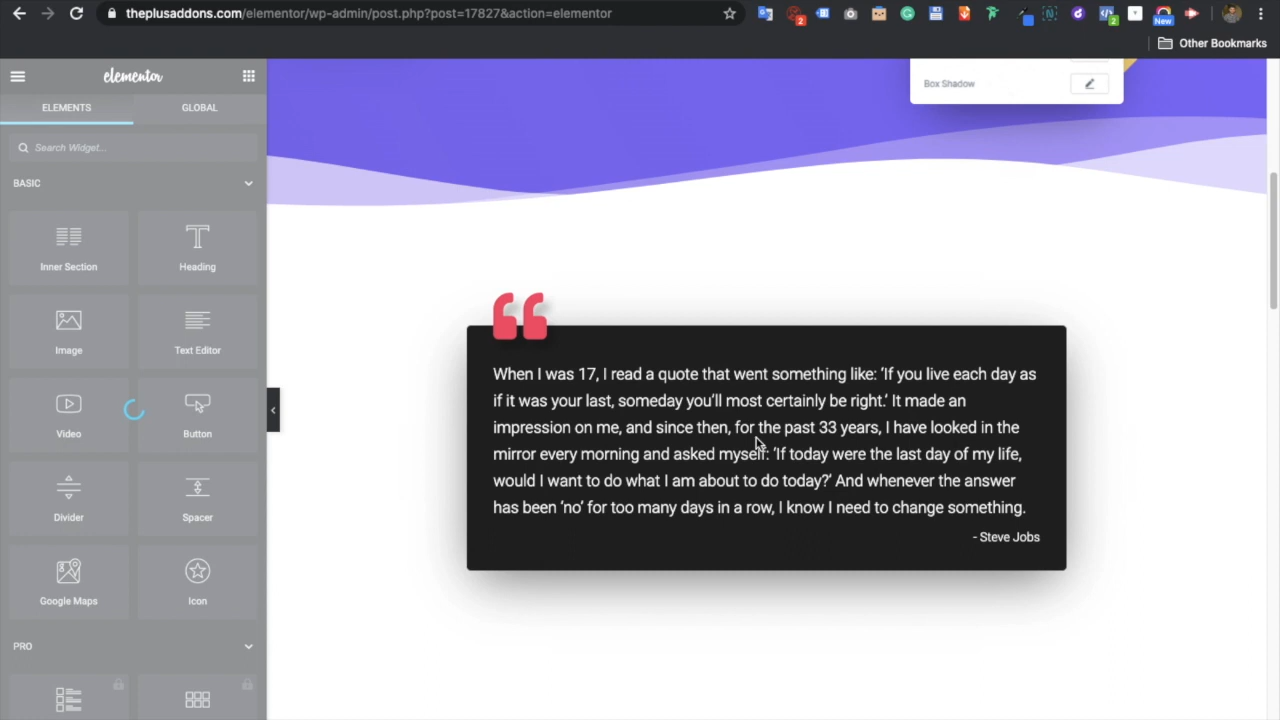 theplusaddons.com/elementor/wp-admin/post.php?post=17827&action=elementor
2
2
New
Other Bookmarks
elementor
ELEMENTS
GLOBAL
Search Widget...
BASIC
Inner Section
Heading
Image
Text Editor
Video
Button
Divider
Spacer
Google Maps
Icon
PRO
Box Shadow
When I was 17, I read a quote that went something like: ‘If you live each day as
if it was your last, someday you’ll most certainly be right.’ It made an
impression on me, and since then, for the past 33 years, I have looked in the
mirror every morning and asked myself: ‘If today were the last day of my life,
would I want to do what I am about to do today?’ And whenever the answer
has been ‘no’ for too many days in a row, I know I need to change something.
- Steve Jobs